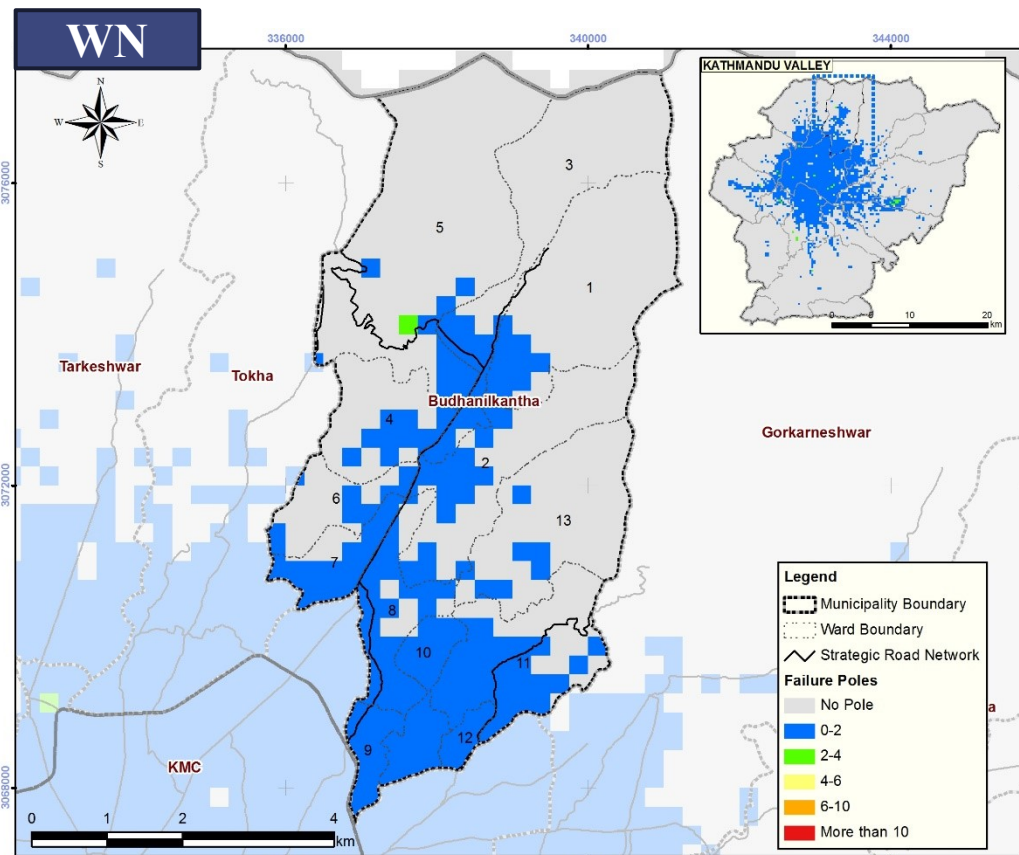 WN
336000
340000
344000
KATHMANDU VALLEY
N
W
E
S
3076000
3
5
1
0
5
10
20
km
Tarkeshwar
Tokha
Budhanilkantha
4
Gorkarneshwar
2
3072000
6
13
7
Legend
Municipality Boundary
8
Ward Boundary
10
11
Strategic Road Network
Failure Poles
No Pole
a
0-2
9
12
2-4
KMC
4-6
3068000
6-10
0
1
2
4
km
More than 10